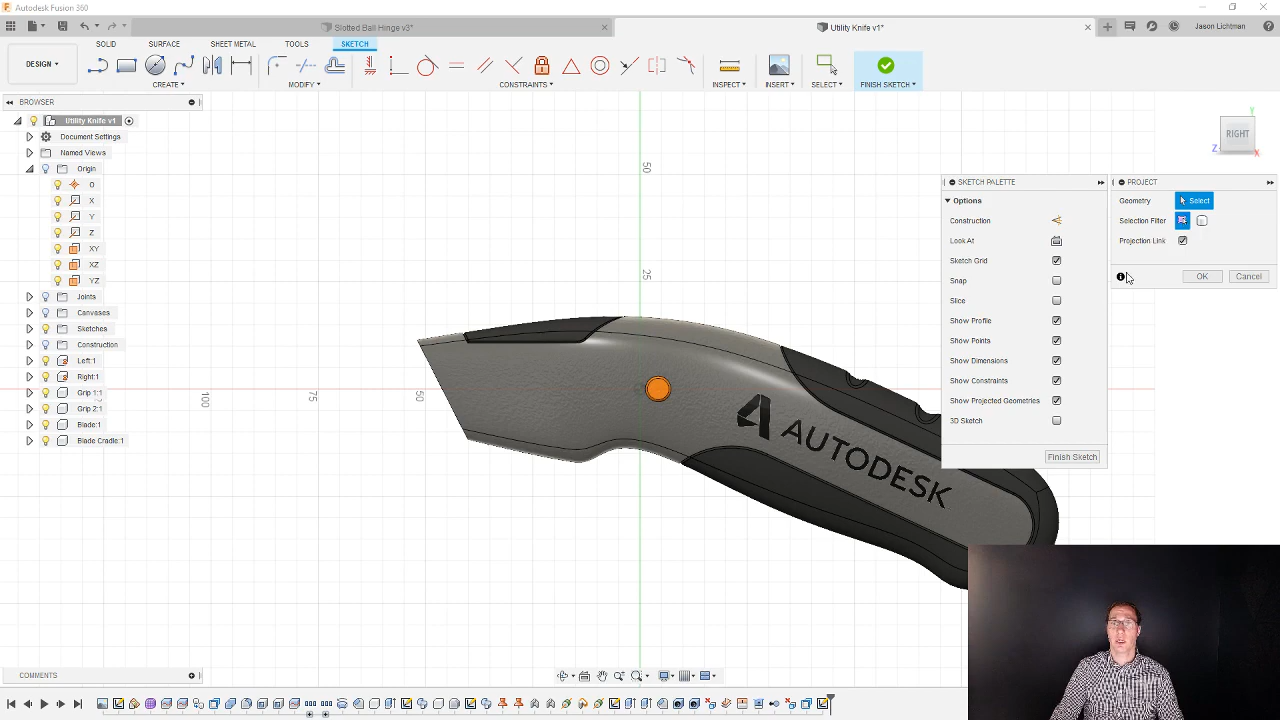 Autodesk Fusion 360
Slotted Ball Hinge v3*
Utility Knife v1*
Jason Lichtman
DESIGN
SOLID SURFACE SHEET METAL TOOLS SKETCH
CREATE MODIFY CONSTRAINTS INSPECT INSERT SELECT FINISH SKETCH
BROWSER
Utility Knife v1
Document Settings
Named Views
Origin
O
X
Y
Z
XY
XZ
YZ
Joints
Canvases
Sketches
Construction
Left:1
Right:1
Grip 1:1
Grip 2:1
Blade:1
Blade Cradle:1
50
25
100
75
50
RIGHT
Y
Z
X
SKETCH PALETTE
Options
Construction
Look At
Sketch Grid
Snap
Slice
Show Profile
Show Points
Show Dimensions
Show Constraints
Show Projected Geometries
3D Sketch
Finish Sketch
PROJECT
Geometry Select
Selection Filter
Projection Link
OK Cancel
AUTODESK
COMMENTS